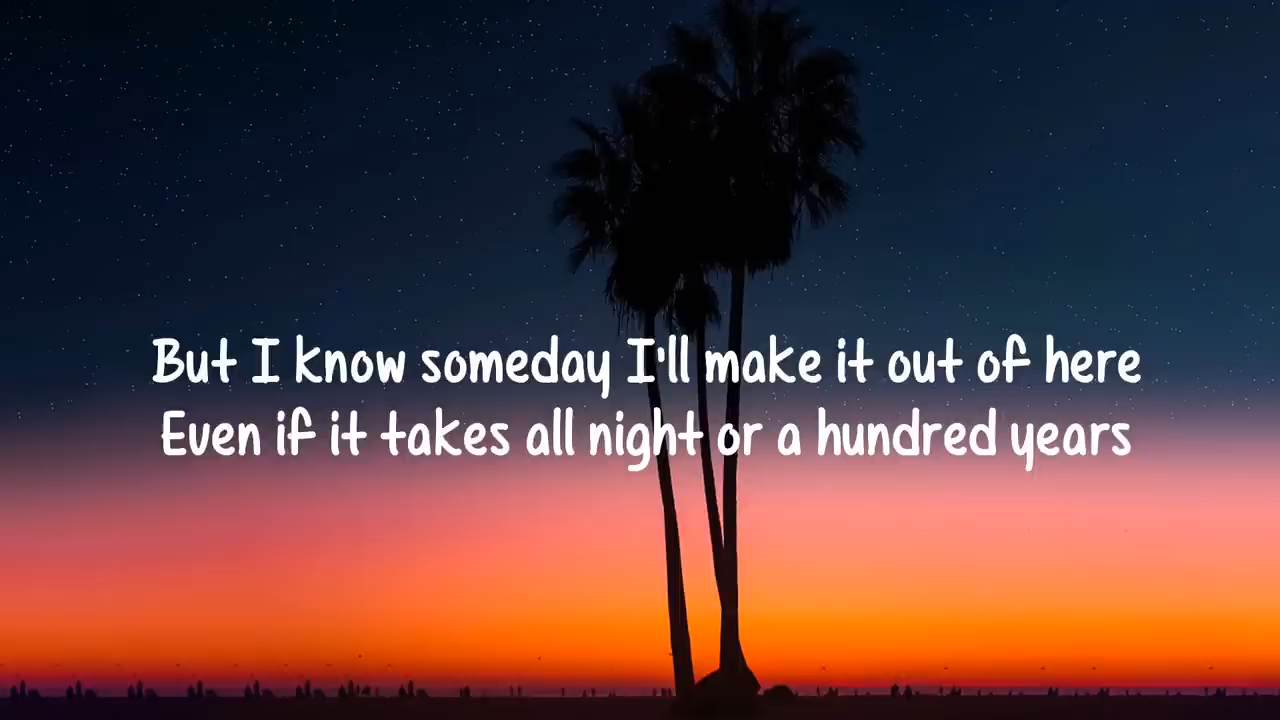 But I know someday I'll make it out of here
Even if it takes all night or a hundred years